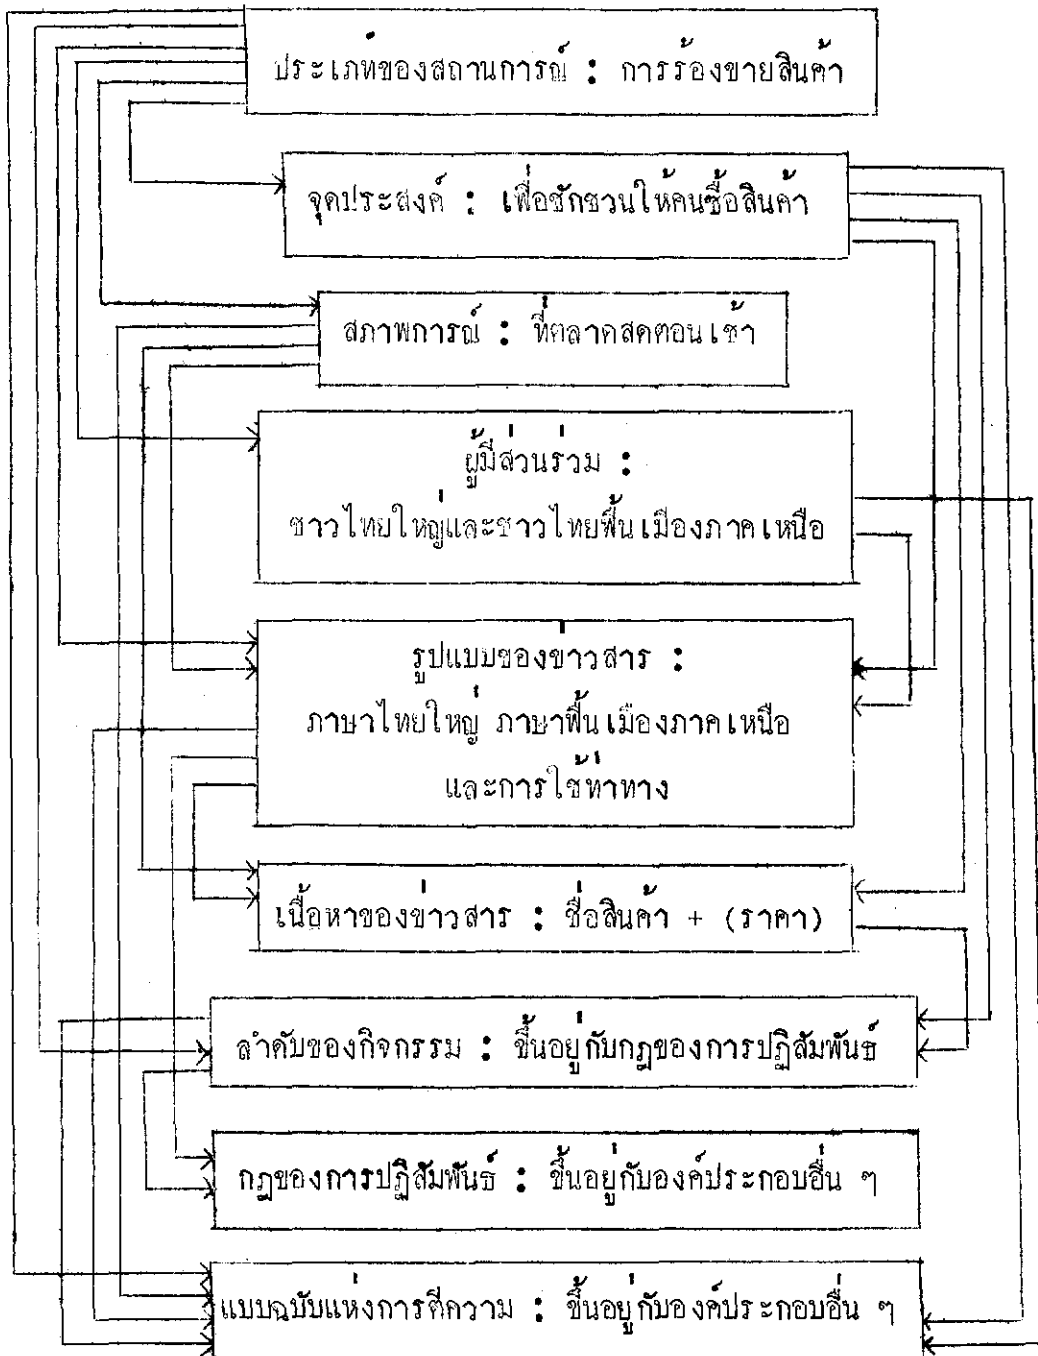 ประเภทของสถานการณ์ : การร้องขายสินค้า
จุดประสงค์ : เพื่อชักชวนให้คนซื้อสินค้า
สภาพการณ์ : ที่ตลาดสดตอนเช้า
ผู้มีส่วนร่วม :
ชาวไทยใหญ่และชาวไทยพื้นเมืองภาคเหนือ
รูปแบบของข่าวสาร :
ภาษาไทยใหญ่ ภาษาพื้นเมืองภาคเหนือ
และการใช้ท่าทาง
เนื้อหาของข่าวสาร : ชื่อสินค้า + (ราคา)
ลำดับของกิจกรรม : ขึ้นอยู่กับกฎของการปฏิสัมพันธ์
กฎของการปฏิสัมพันธ์ : ขึ้นอยู่กับองค์ประกอบอื่น ๆ
แบบฉบับแห่งการตีความ : ขึ้นอยู่กับองค์ประกอบอื่น ๆ